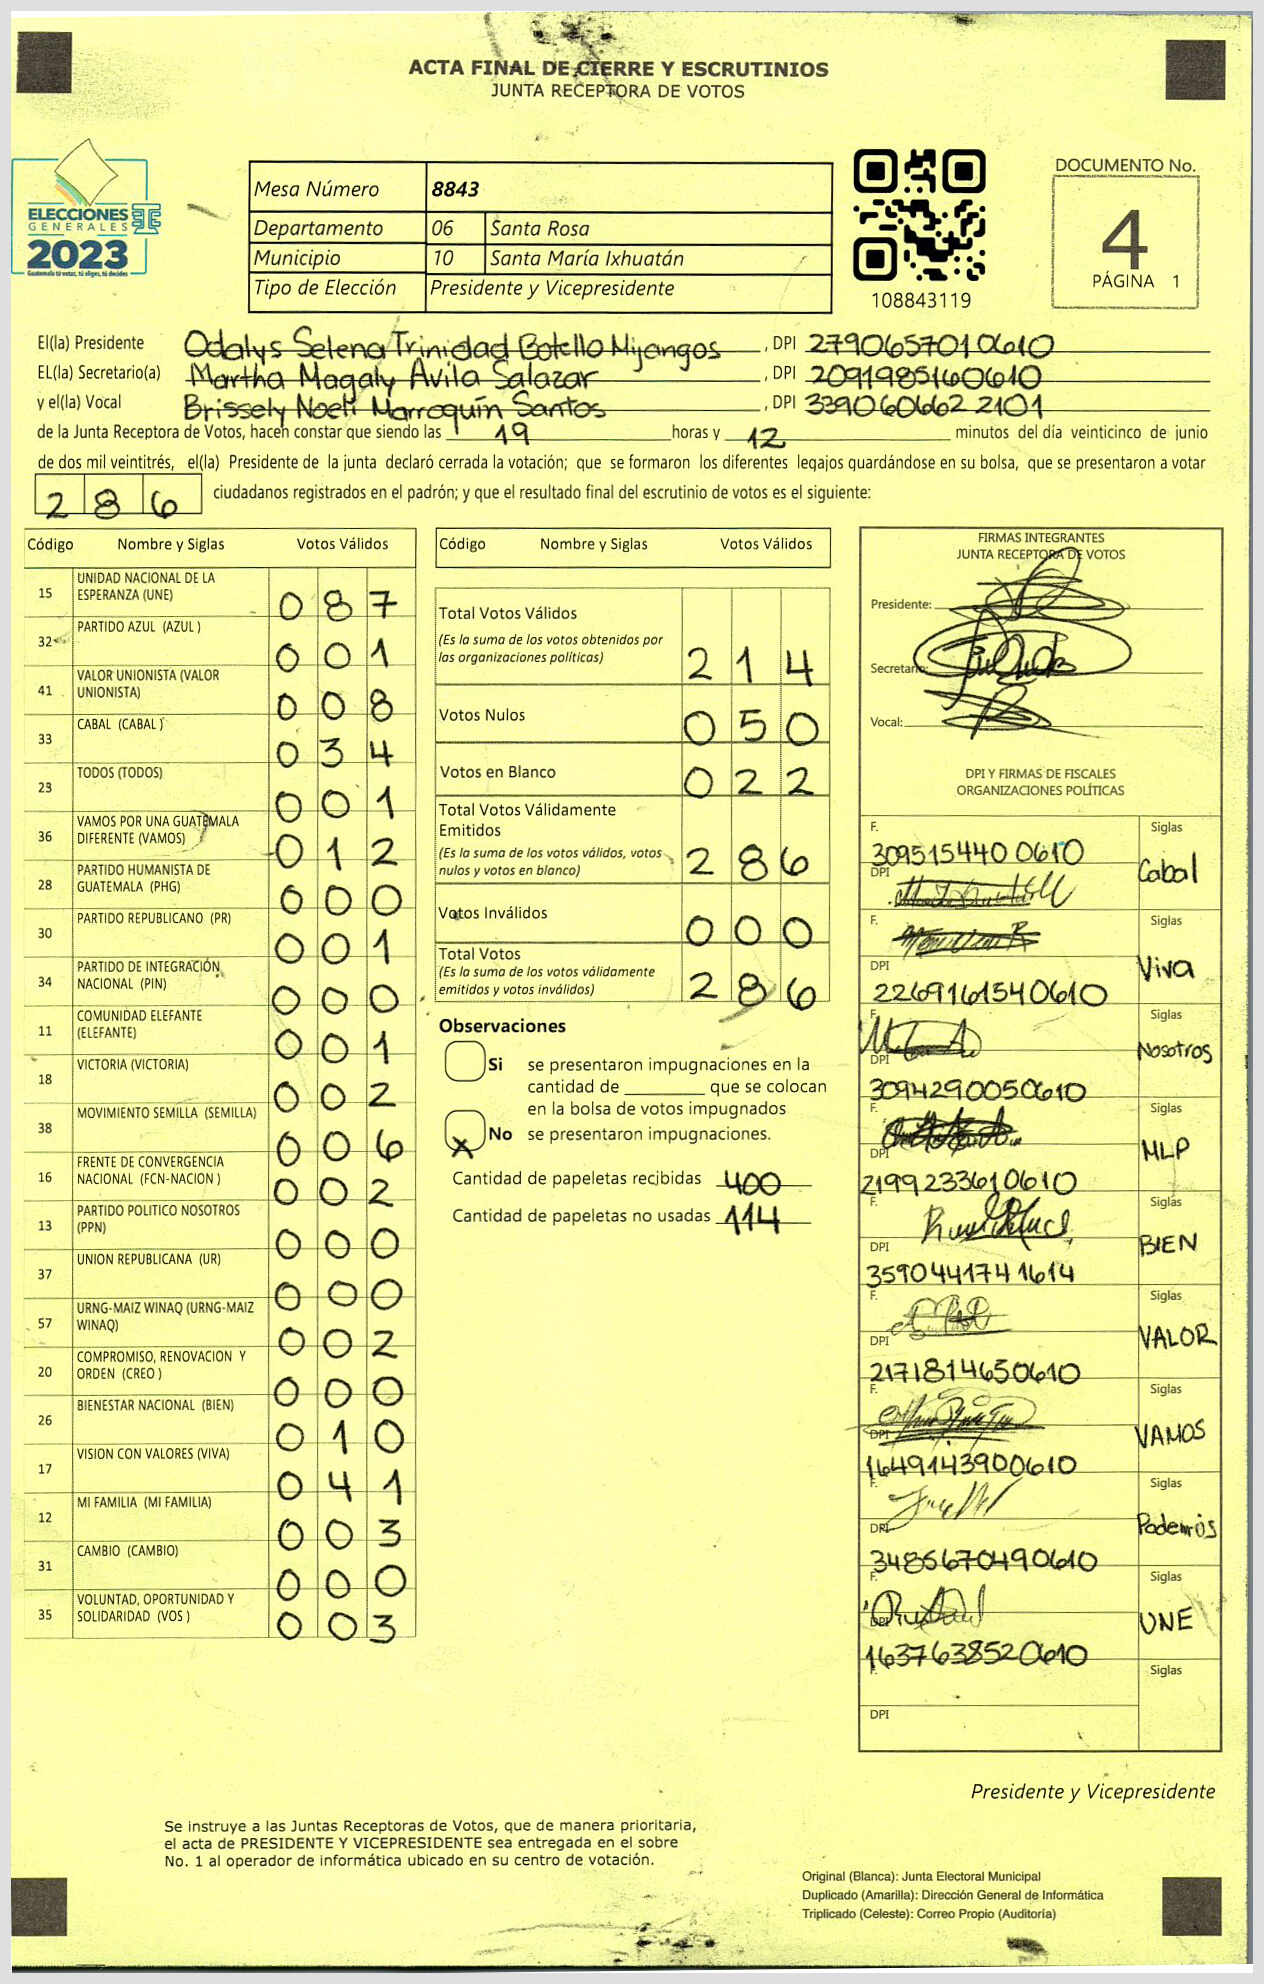 ACTA FINAL DE CIERRE Y ESCRUTINIOS
JUNTA RECEPTORA DE VOTOS
ELECCIONES
GENERALES
2023
Guatemala tú votas, tú eliges, tú decides
Mesa Número 8843
Departamento 06 Santa Rosa
Municipio 10 Santa María Ixhuatán
Tipo de Elección Presidente y Vicepresidente
108843119
DOCUMENTO No.
4
PÁGINA 1
El(la) Presidente Odalys Selena Trinidad Botello Mijangos, DPI 2790657010610
EL(la) Secretario(a) Martha Magaly Avila Salazar, DPI 2091985160610
y el(la) Vocal Brissely Noeli Marroquín Santos, DPI 3390606622101
de la Junta Receptora de Votos, hacen constar que siendo las 19 horas y 12 minutos del día veinticinco de junio
de dos mil veintitrés, el(la) Presidente de la junta declaró cerrada la votación; que se formaron los diferentes legajos guardándose en su bolsa, que se presentaron a votar
286 ciudadanos registrados en el padrón; y que el resultado final del escrutinio de votos es el siguiente:
Código Nombre y Siglas Votos Válidos
15 UNIDAD NACIONAL DE LA ESPERANZA (UNE) 087
32 PARTIDO AZUL (AZUL ) 001
41 VALOR UNIONISTA (VALOR UNIONISTA) 008
33 CABAL (CABAL ) 034
23 TODOS (TODOS) 001
36 VAMOS POR UNA GUATEMALA DIFERENTE (VAMOS) 012
28 PARTIDO HUMANISTA DE GUATEMALA (PHG) 000
30 PARTIDO REPUBLICANO (PR) 001
34 PARTIDO DE INTEGRACIÓN NACIONAL (PIN) 000
11 COMUNIDAD ELEFANTE (ELEFANTE) 001
18 VICTORIA (VICTORIA) 002
38 MOVIMIENTO SEMILLA (SEMILLA) 006
16 FRENTE DE CONVERGENCIA NACIONAL (FCN-NACION ) 002
13 PARTIDO POLITICO NOSOTROS (PPN) 000
37 UNION REPUBLICANA (UR) 000
57 URNG-MAIZ WINAQ (URNG-MAIZ WINAQ) 002
20 COMPROMISO, RENOVACION Y ORDEN (CREO ) 000
26 BIENESTAR NACIONAL (BIEN) 010
17 VISION CON VALORES (VIVA) 041
12 MI FAMILIA (MI FAMILIA) 003
31 CAMBIO (CAMBIO) 000
35 VOLUNTAD, OPORTUNIDAD Y SOLIDARIDAD (VOS ) 003
Código Nombre y Siglas Votos Válidos
Total Votos Válidos
(Es la suma de los votos obtenidos por
las organizaciones políticas) 214
Votos Nulos 050
Votos en Blanco 022
Total Votos Válidamente
Emitidos
(Es la suma de los votos válidos, votos
nulos y votos en blanco) 286
Votos Inválidos 000
Total Votos
(Es la suma de los votos válidamente
emitidos y votos inválidos) 286
Observaciones
Si se presentaron impugnaciones en la
cantidad de ________ que se colocan
en la bolsa de votos impugnados
X No se presentaron impugnaciones.
Cantidad de papeletas recibidas 400
Cantidad de papeletas no usadas 114
FIRMAS INTEGRANTES
JUNTA RECEPTORA DE VOTOS
Presidente:
Secretario:
Vocal:
DPI Y FIRMAS DE FISCALES
ORGANIZACIONES POLÍTICAS
F. Siglas
3095154400610 Cabal
DPI
F. Siglas
DPI Viva
2269161540610
F. Siglas
DPI Nosotros
3094290050610
F. Siglas
DPI MLP
2199233610610
F. Siglas
DPI BIEN
3590441741614
F. Siglas
DPI VALOR
2171814650610
F. Siglas
DPI VAMOS
1649143900610
F. Siglas
DPI Podemos
3485670490610
F. Siglas
DPI UNE
1637638520610
F. Siglas
DPI
Presidente y Vicepresidente
Se instruye a las Juntas Receptoras de Votos, que de manera prioritaria,
el acta de PRESIDENTE Y VICEPRESIDENTE sea entregada en el sobre
No. 1 al operador de informática ubicado en su centro de votación.
Original (Blanca): Junta Electoral Municipal
Duplicado (Amarilla): Dirección General de Informática
Triplicado (Celeste): Correo Propio (Auditoría)